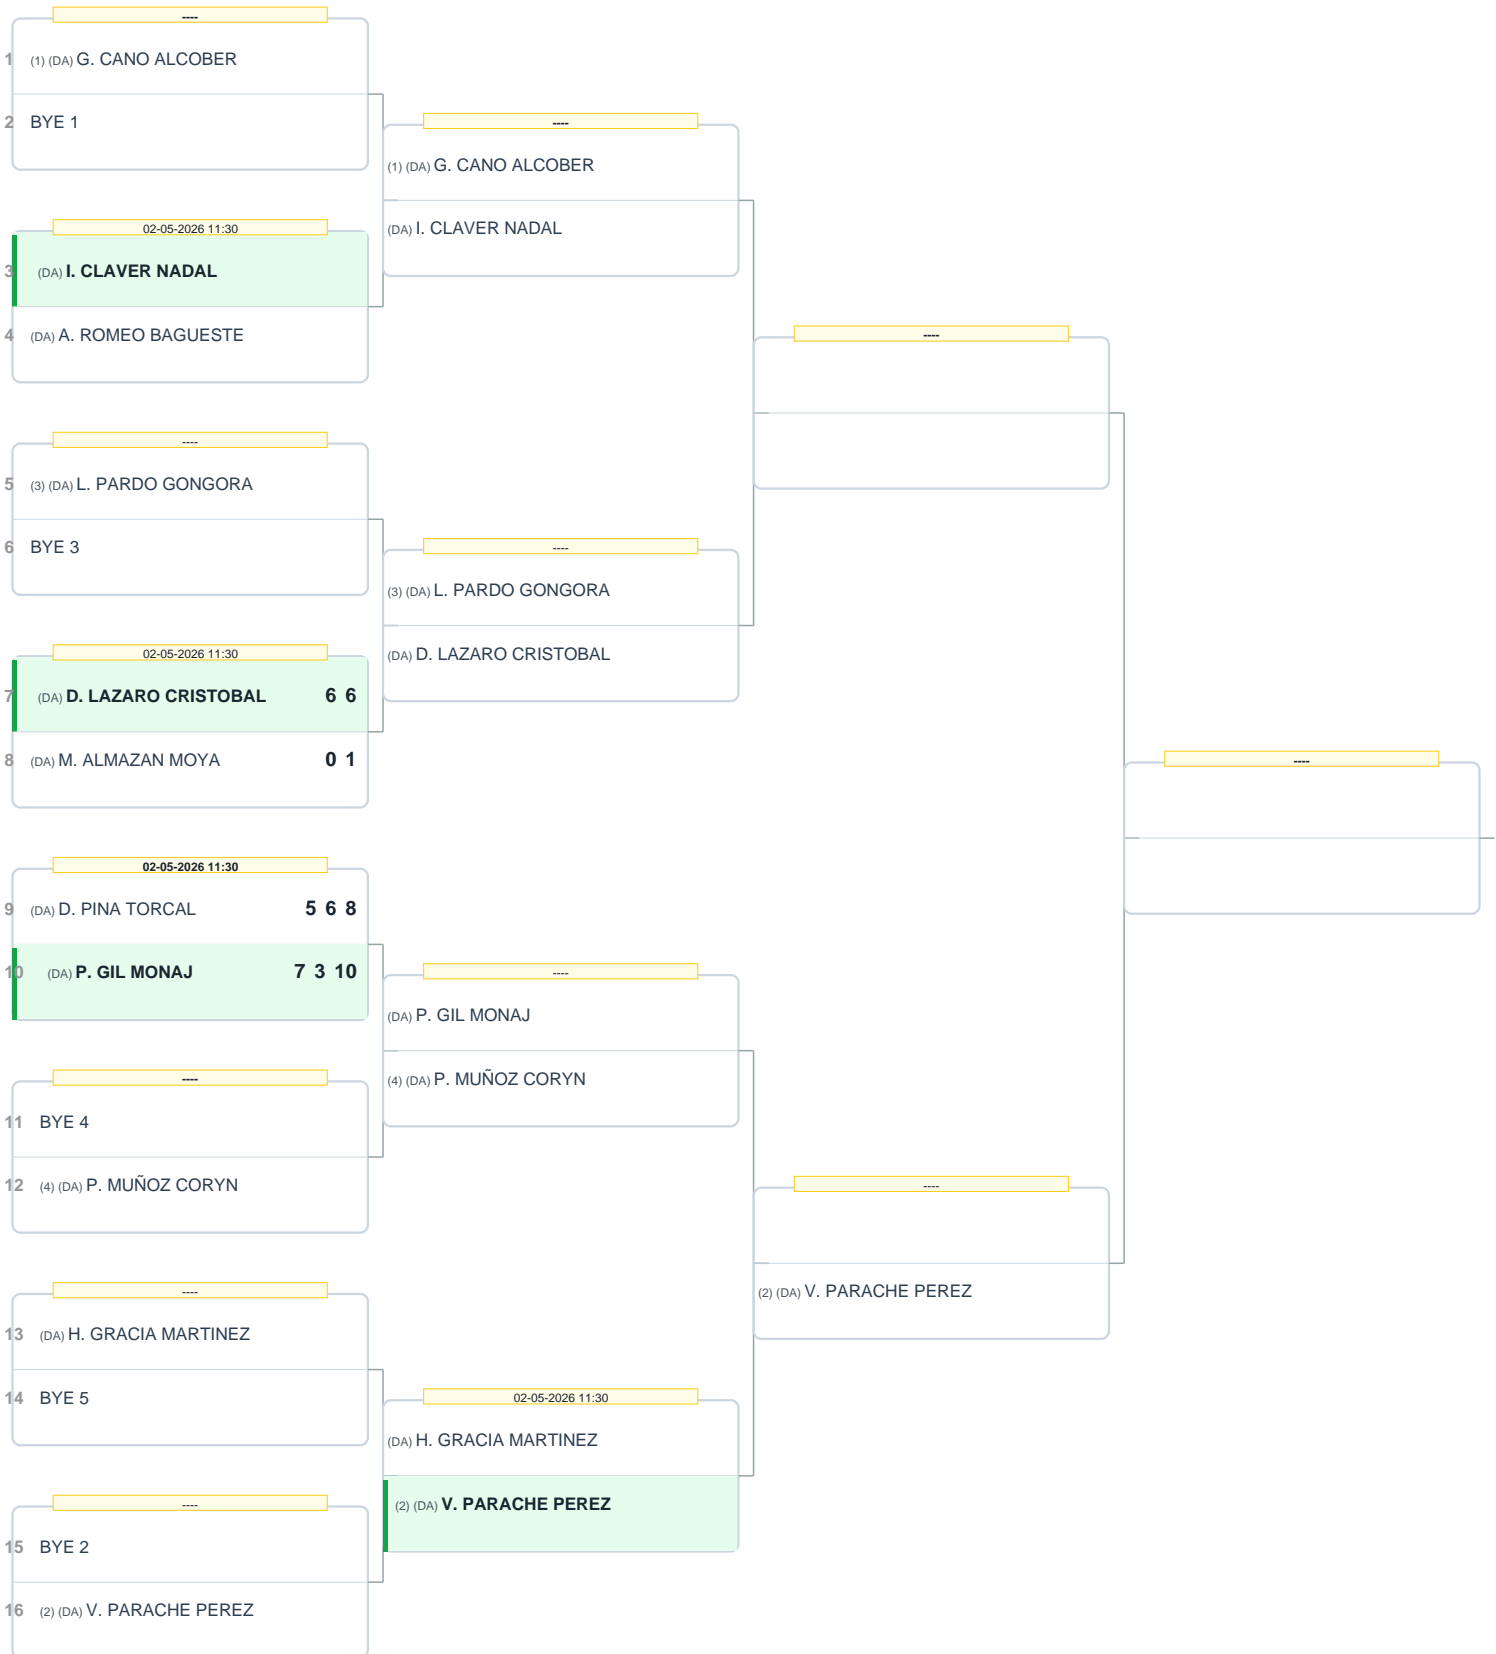 ----
1 (1) (DA) G. CANO ALCOBER
2 BYE 1
02-05-2026 11:30
3 (DA) I. CLAVER NADAL
4 (DA) A. ROMEO BAGUESTE
----
5 (3) (DA) L. PARDO GONGORA
6 BYE 3
02-05-2026 11:30
7 (DA) D. LAZARO CRISTOBAL 6 6
8 (DA) M. ALMAZAN MOYA 0 1
02-05-2026 11:30
9 (DA) D. PINA TORCAL 5 6 8
10 (DA) P. GIL MONAJ 7 3 10
----
11 BYE 4
12 (4) (DA) P. MUÑOZ CORYN
----
13 (DA) H. GRACIA MARTINEZ
14 BYE 5
----
15 BYE 2
16 (2) (DA) V. PARACHE PEREZ
----
(1) (DA) G. CANO ALCOBER
(DA) I. CLAVER NADAL
----
(3) (DA) L. PARDO GONGORA
(DA) D. LAZARO CRISTOBAL
----
(DA) P. GIL MONAJ
(4) (DA) P. MUÑOZ CORYN
02-05-2026 11:30
(DA) H. GRACIA MARTINEZ
(2) (DA) V. PARACHE PEREZ
----
----
(2) (DA) V. PARACHE PEREZ
----